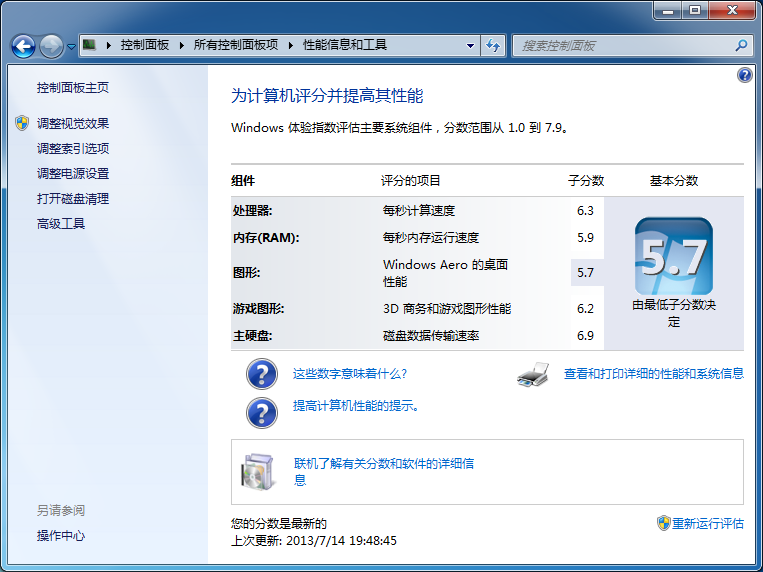 控制面板 ▸ 所有控制面板项 ▸ 性能信息和工具
搜索控制面板
控制面板主页
调整视觉效果
调整索引选项
调整电源设置
打开磁盘清理
高级工具
另请参阅
操作中心
为计算机评分并提高其性能
Windows 体验指数评估主要系统组件，分数范围从 1.0 到 7.9。
组件 评分的项目 子分数 基本分数
处理器: 每秒计算速度 6.3
内存(RAM): 每秒内存运行速度 5.9
图形: Windows Aero 的桌面
性能 5.7
游戏图形: 3D 商务和游戏图形性能 6.2
主硬盘: 磁盘数据传输速率 6.9
5.7
由最低子分数决
定
这些数字意味着什么?
查看和打印详细的性能和系统信息
提高计算机性能的提示。
联机了解有关分数和软件的详细信
息
您的分数是最新的
上次更新: 2013/7/14 19:48:45
重新运行评估